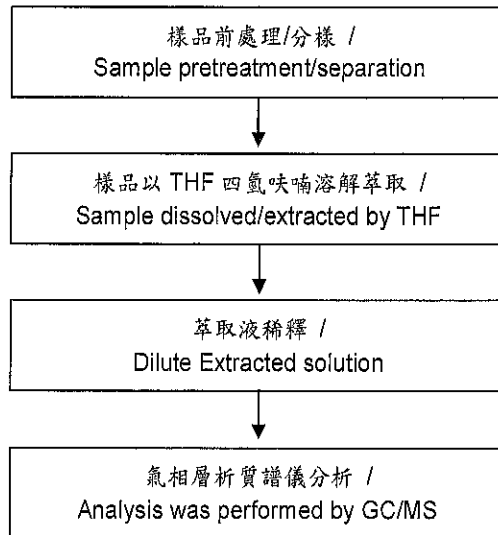 樣品前處理/分樣 /
Sample pretreatment/separation
樣品以 THF 四氫呋喃溶解萃取 /
Sample dissolved/extracted by THF
萃取液稀釋 /
Dilute Extracted solution
氣相層析質譜儀分析 /
Analysis was performed by GC/MS